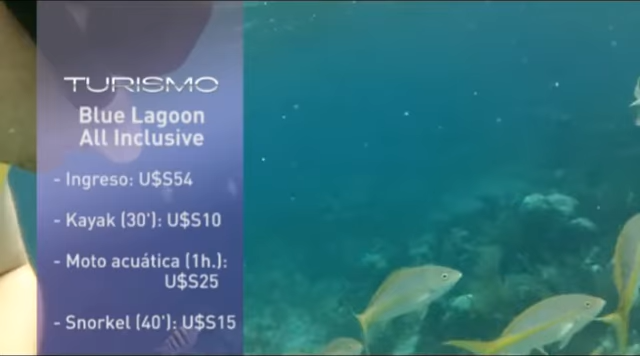 TURISMO
Blue Lagoon
All Inclusive
- Ingreso: U$S54
- Kayak (30'): U$S10
- Moto acuática (1h.):
U$S25
- Snorkel (40'): U$S15